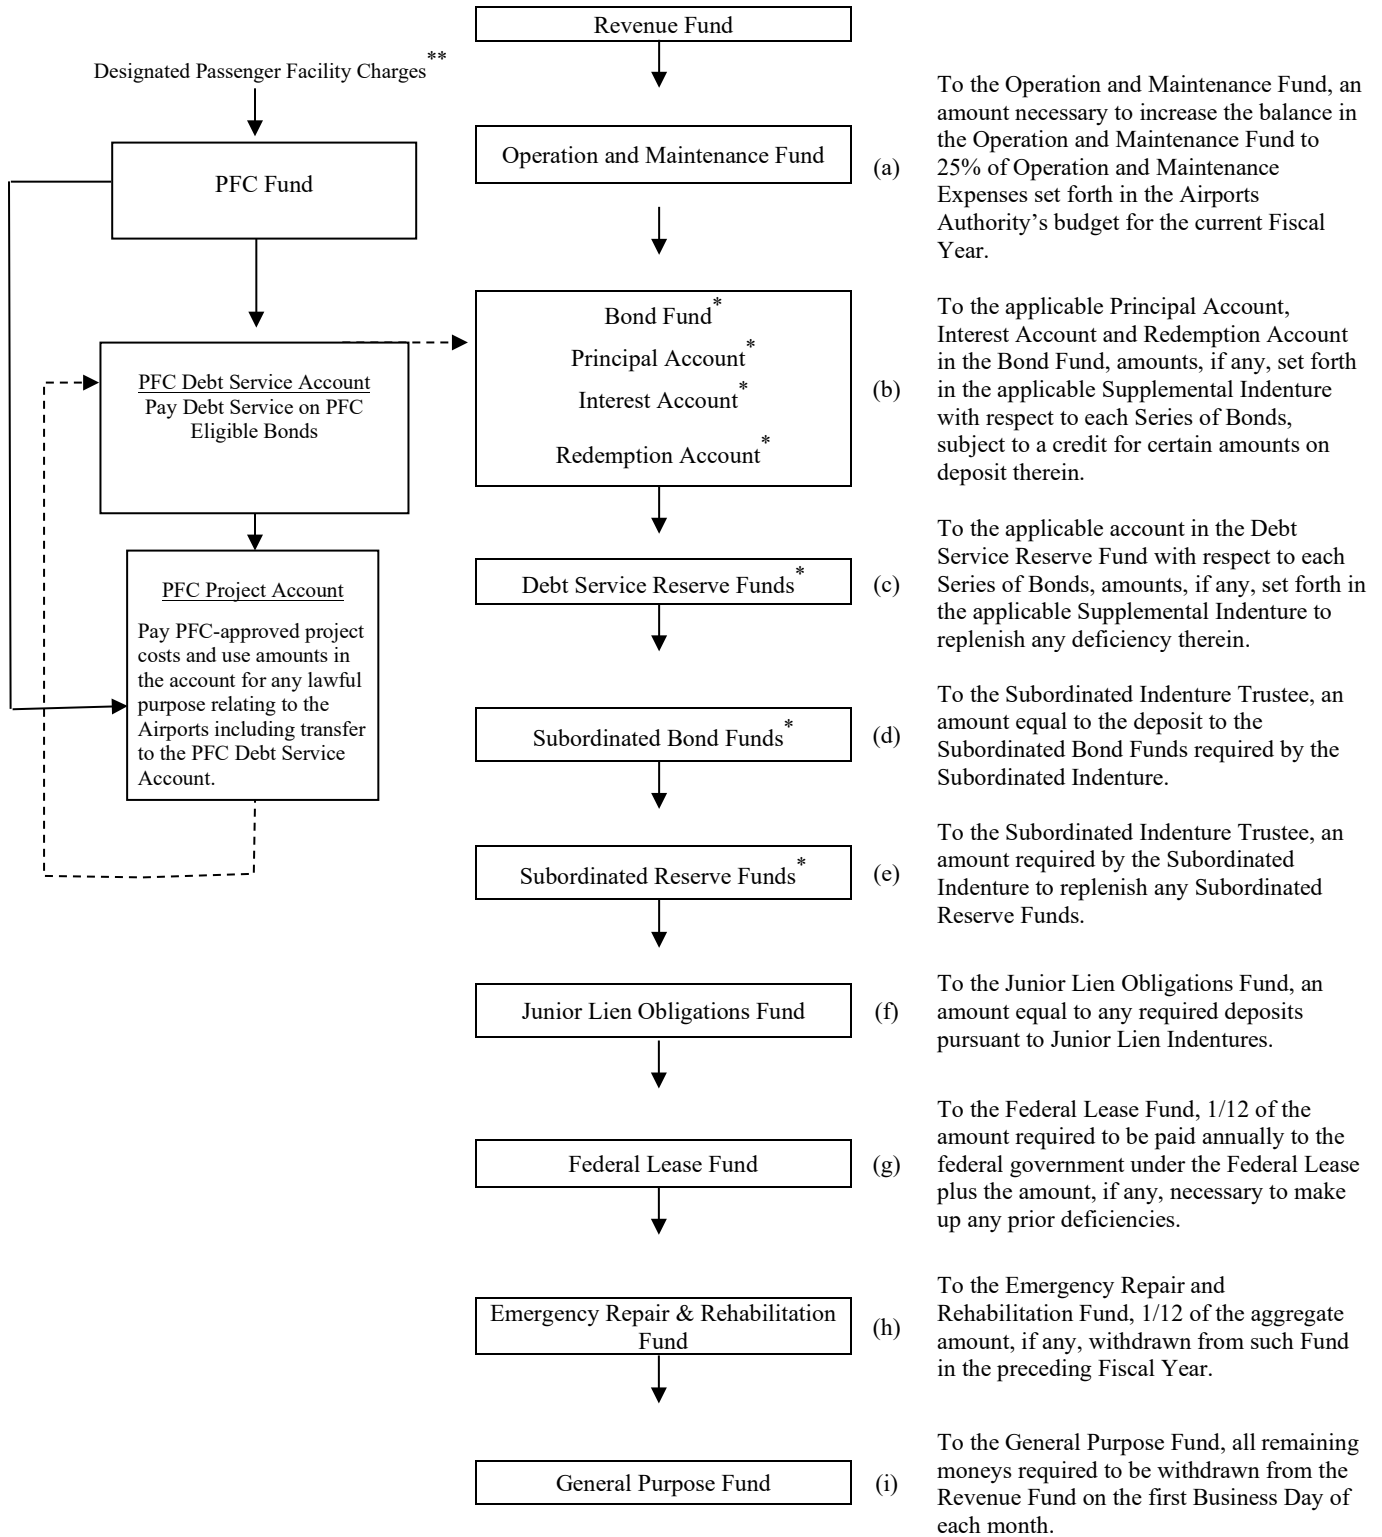 Revenue Fund
Designated Passenger Facility Charges**
PFC Fund
PFC Debt Service Account
Pay Debt Service on PFC
Eligible Bonds
PFC Project Account
Pay PFC-approved project
costs and use amounts in
the account for any lawful
purpose relating to the
Airports including transfer
to the PFC Debt Service
Account.
Operation and Maintenance Fund
(a)
To the Operation and Maintenance Fund, an
amount necessary to increase the balance in
the Operation and Maintenance Fund to
25% of Operation and Maintenance
Expenses set forth in the Airports
Authority’s budget for the current Fiscal
Year.
Bond Fund*
Principal Account*
Interest Account*
Redemption Account*
(b)
To the applicable Principal Account,
Interest Account and Redemption Account
in the Bond Fund, amounts, if any, set forth
in the applicable Supplemental Indenture
with respect to each Series of Bonds,
subject to a credit for certain amounts on
deposit therein.
Debt Service Reserve Funds*
(c)
To the applicable account in the Debt
Service Reserve Fund with respect to each
Series of Bonds, amounts, if any, set forth in
the applicable Supplemental Indenture to
replenish any deficiency therein.
Subordinated Bond Funds*
(d)
To the Subordinated Indenture Trustee, an
amount equal to the deposit to the
Subordinated Bond Funds required by the
Subordinated Indenture.
Subordinated Reserve Funds*
(e)
To the Subordinated Indenture Trustee, an
amount required by the Subordinated
Indenture to replenish any Subordinated
Reserve Funds.
Junior Lien Obligations Fund
(f)
To the Junior Lien Obligations Fund, an
amount equal to any required deposits
pursuant to Junior Lien Indentures.
Federal Lease Fund
(g)
To the Federal Lease Fund, 1/12 of the
amount required to be paid annually to the
federal government under the Federal Lease
plus the amount, if any, necessary to make
up any prior deficiencies.
Emergency Repair & Rehabilitation
Fund
(h)
To the Emergency Repair and
Rehabilitation Fund, 1/12 of the aggregate
amount, if any, withdrawn from such Fund
in the preceding Fiscal Year.
General Purpose Fund
(i)
To the General Purpose Fund, all remaining
moneys required to be withdrawn from the
Revenue Fund on the first Business Day of
each month.